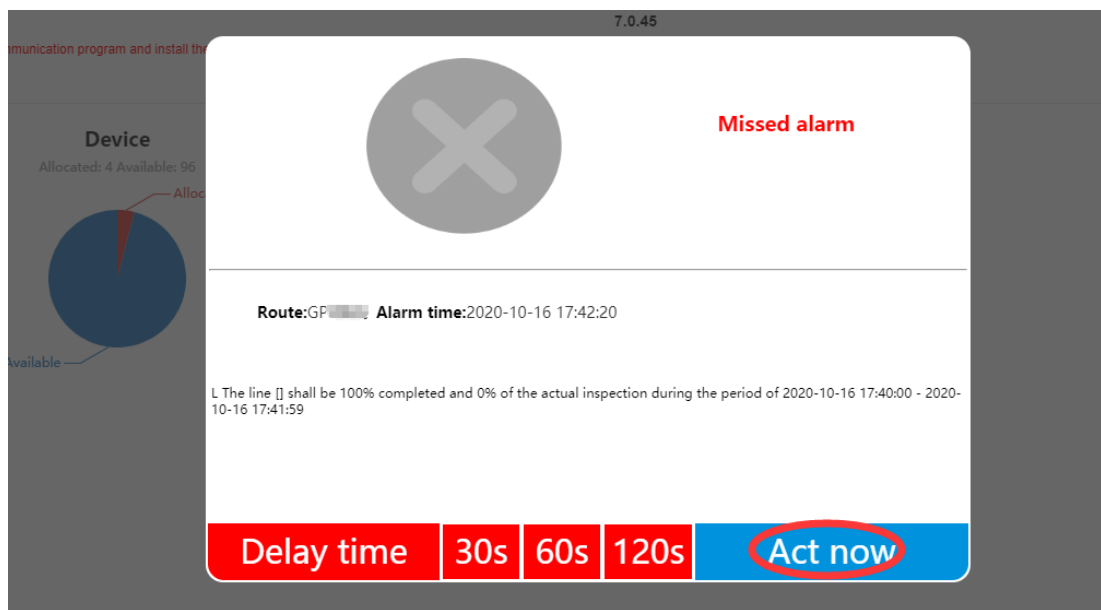 7.0.45
mmunication program and install the
Missed alarm
Device
Allocated: 4 Available: 96
Alloc
Available
Route:GP Alarm time:2020-10-16 17:42:20
L The line [] shall be 100% completed and 0% of the actual inspection during the period of 2020-10-16 17:40:00 - 2020-
10-16 17:41:59
Delay time 30s 60s 120s Act now